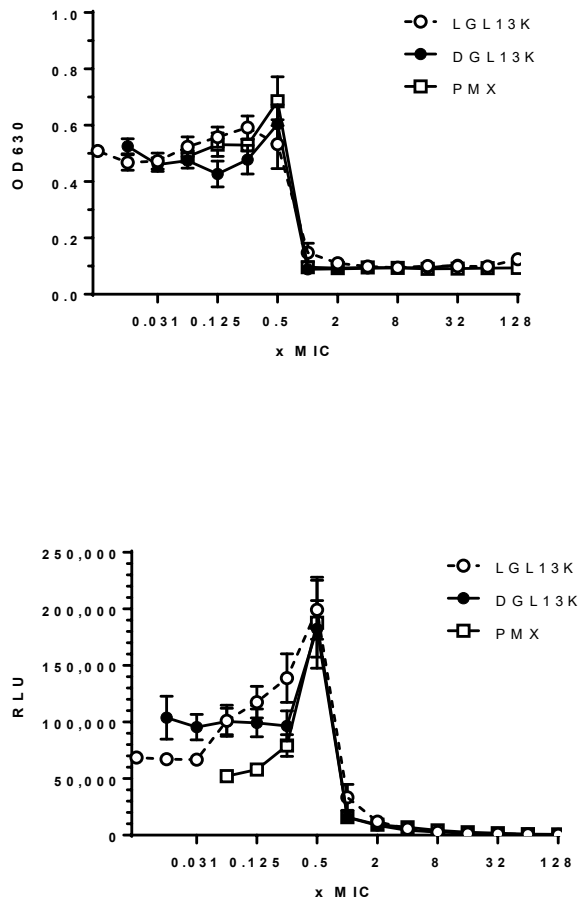 1.0
LGL13K
DGL13K
0.8
PMX
0.6
OD630
0.4
0.2
0.0
0.031 0.125 0.5 2 8 32 128
x MIC
250,000
LGL13K
DGL13K
200,000
PMX
150,000
RLU
100,000
50,000
0
0.031 0.125 0.5 2 8 32 128
x MIC